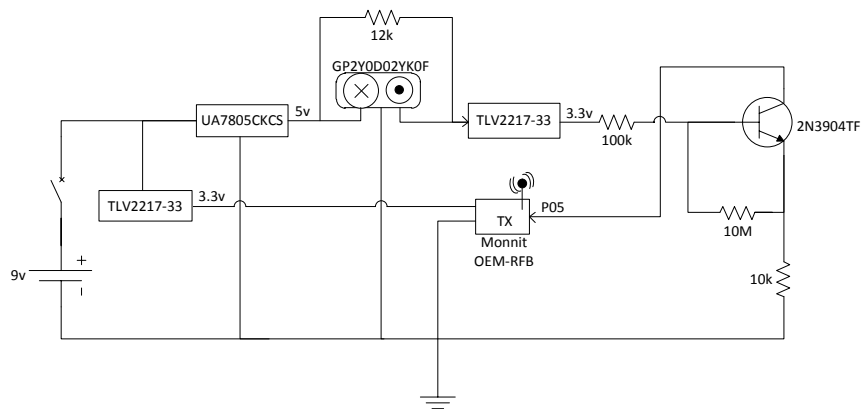 12k
GP2Y0D02YK0F
UA7805CKCS
5v
TLV2217-33
3.3v
100k
2N3904TF
TLV2217-33
3.3v
TX
P05
Monnit
OEM-RFB
10M
9v
+
−
10k